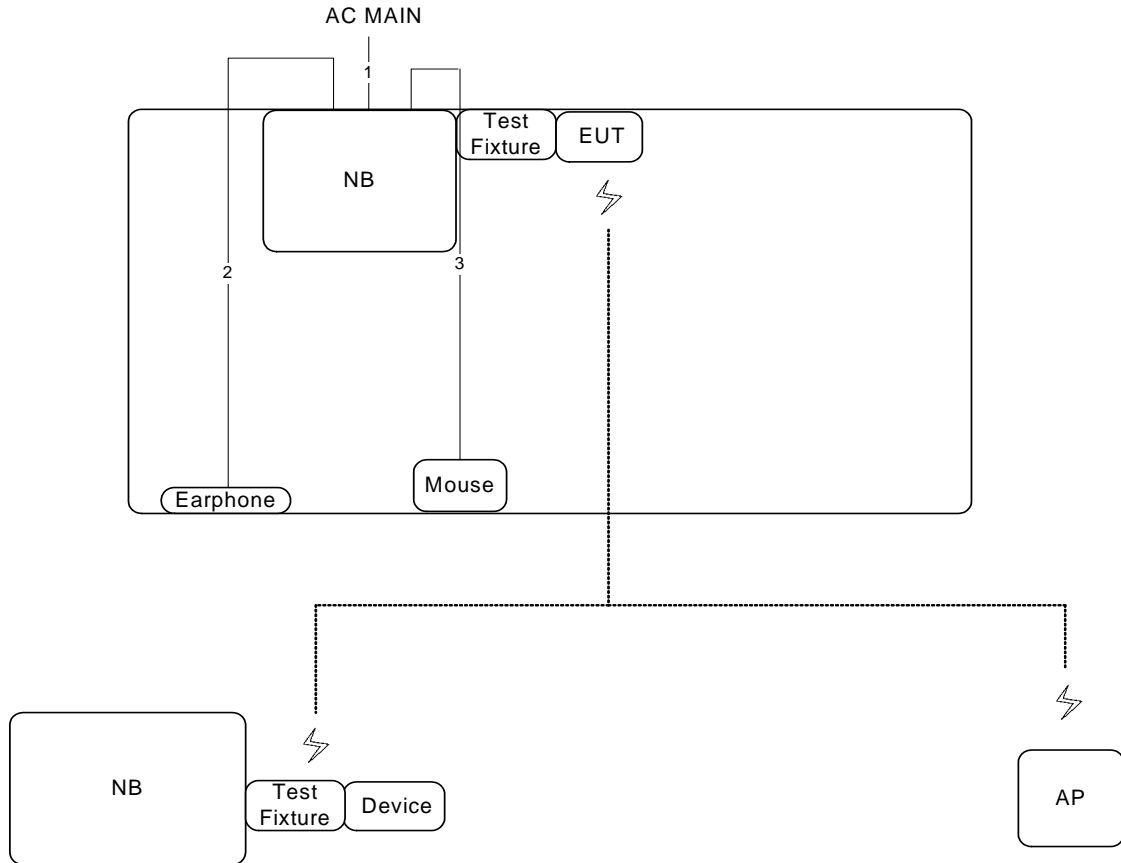 AC MAIN
1
Test
Fixture
EUT
NB
2
3
Mouse
Earphone
NB
Test
Fixture
Device
AP